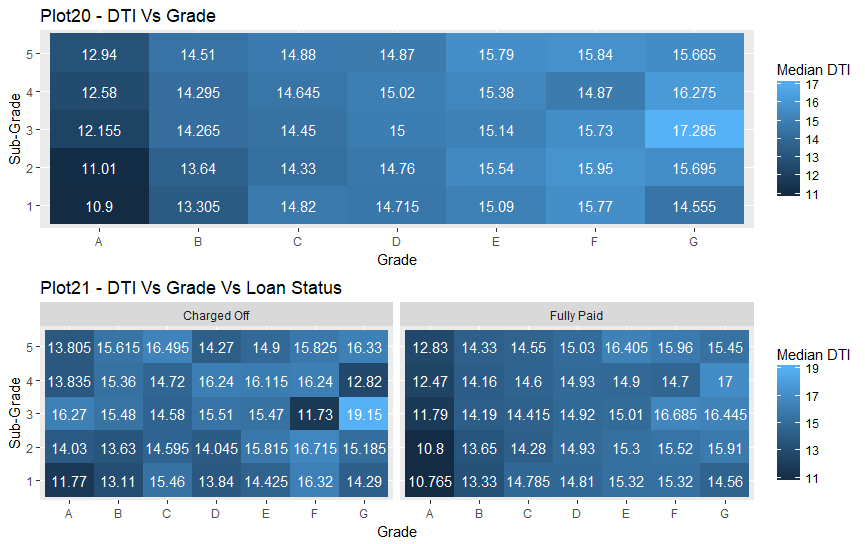 Plot20 - DTI Vs Grade
5 12.94 14.51 14.88 14.87 15.79 15.84 15.665
4 12.58 14.295 14.645 15.02 15.38 14.87 16.275
3 12.155 14.265 14.45 15 15.14 15.73 17.285
2 11.01 13.64 14.33 14.76 15.54 15.95 15.695
1 10.9 13.305 14.82 14.715 15.09 15.77 14.555
A B C D E F G
Grade
Sub-Grade
Median DTI
17
16
15
14
13
12
11
Plot21 - DTI Vs Grade Vs Loan Status
Charged Off Fully Paid
5 13.805 15.615 16.495 14.27 14.9 15.825 16.33 12.83 14.33 14.55 15.03 16.405 15.96 15.45
4 13.835 15.36 14.72 16.24 16.115 16.24 12.82 12.47 14.16 14.6 14.93 14.9 14.7 17
3 16.27 15.48 14.58 15.51 15.47 11.73 19.15 11.79 14.19 14.415 14.92 15.01 16.685 16.445
2 14.03 13.63 14.595 14.045 15.815 16.715 15.185 10.8 13.65 14.28 14.93 15.3 15.52 15.91
1 11.77 13.11 15.46 13.84 14.425 16.32 14.29 10.765 13.33 14.785 14.81 15.32 15.32 14.56
A B C D E F G A B C D E F G
Grade
Sub-Grade
Median DTI
19
17
15
13
11